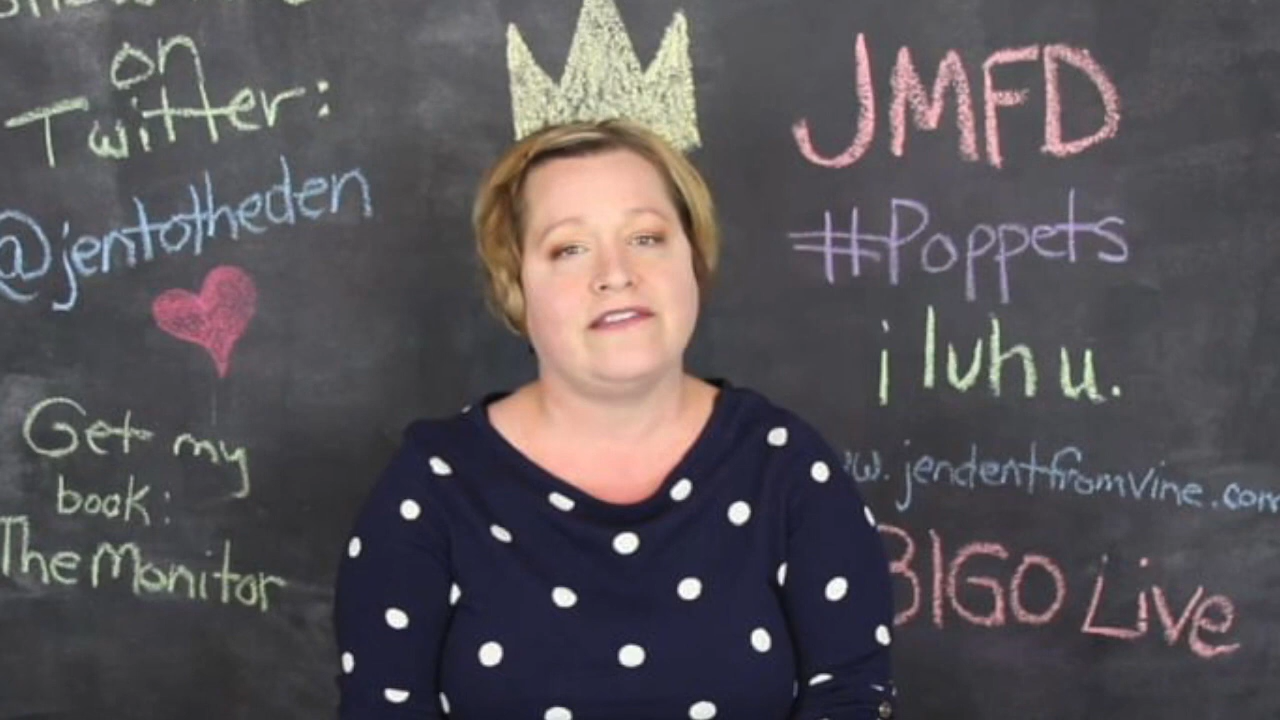 on
Twitter:
@jentotheden
Get my
book:
The Monitor
JMFD
#Poppets
i luh u.
w.jendentfromvine.com
BIGO Live